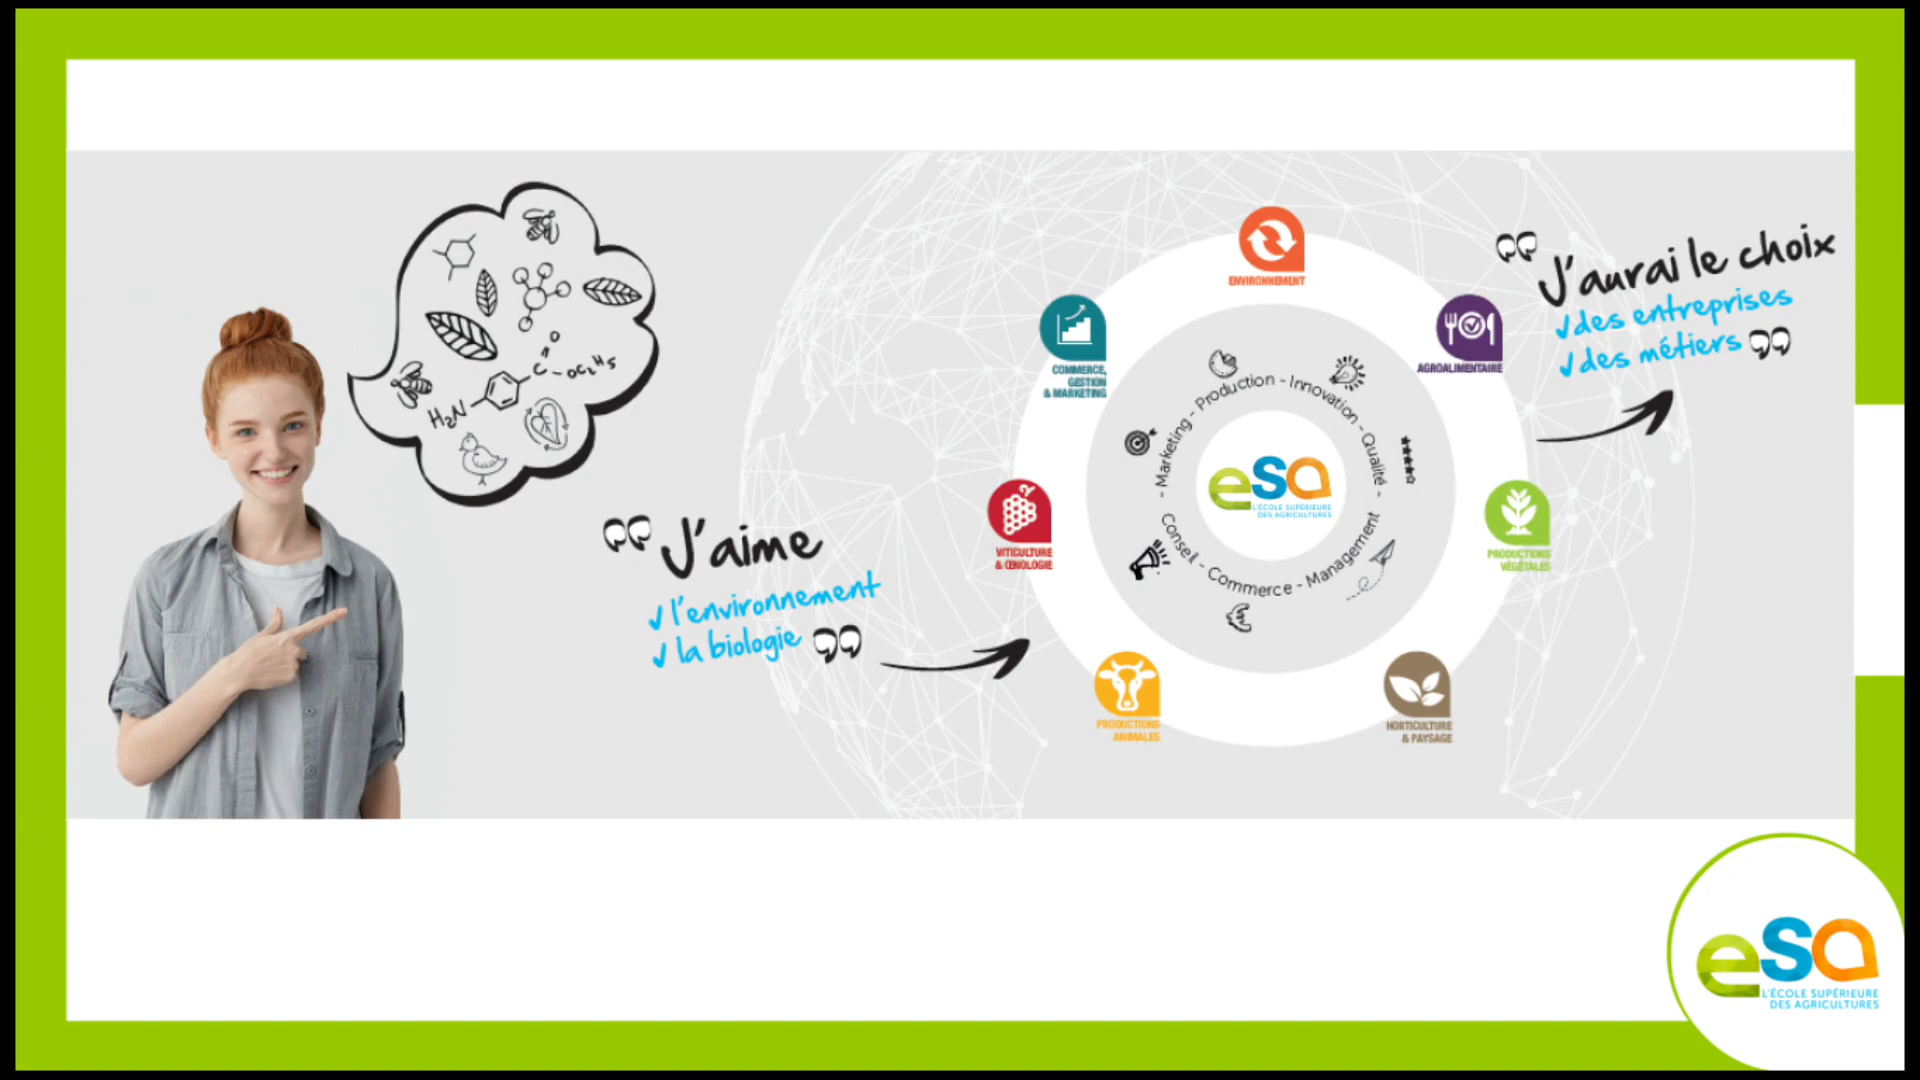 H₂N
C
O
OC₂H₅
“ J'aime
✓ l'environnement
✓ la biologie ”
ENVIRONNEMENT
COMMERCE,
GESTION
& MARKETING
AGROALIMENTAIRE
VITICULTURE
& ŒNOLOGIE
PRODUCTIONS
VÉGÉTALES
PRODUCTIONS
ANIMALES
HORTICULTURE
& PAYSAGE
- Marketing - Production - Innovation - Qualité -
Conseil - Commerce - Management
esa
L'ÉCOLE SUPÉRIEURE
DES AGRICULTURES
“ J'aurai le choix
✓ des entreprises
✓ des métiers ”
esa
L'ÉCOLE SUPÉRIEURE
DES AGRICULTURES